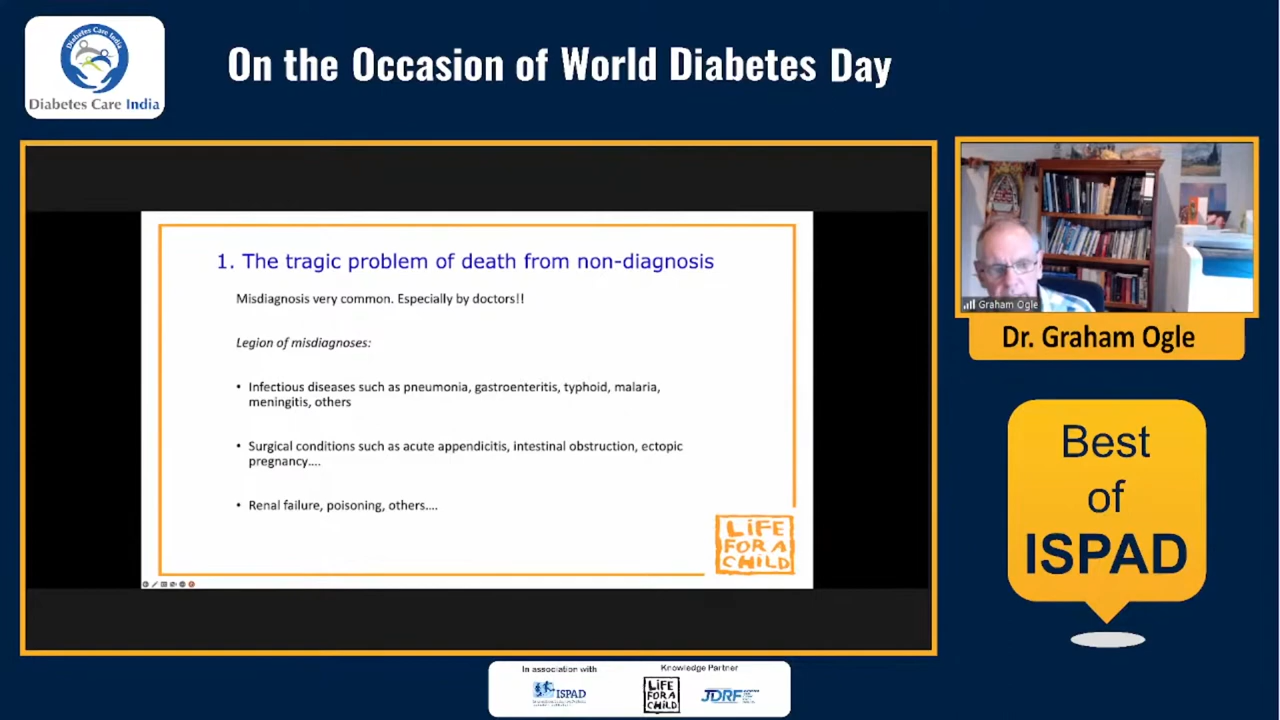 Diabetes Care India
Diabetes Care India
On the Occasion of World Diabetes Day
1. The tragic problem of death from non-diagnosis
Misdiagnosis very common. Especially by doctors!!
Legion of misdiagnoses:
• Infectious diseases such as pneumonia, gastroenteritis, typhoid, malaria,
meningitis, others
• Surgical conditions such as acute appendicitis, intestinal obstruction, ectopic
pregnancy....
• Renal failure, poisoning, others....
LiFE
FOR A
CHiLD
Graham Ogle
Dr. Graham Ogle
Best
of
ISPAD
In association with
ISPAD
Knowledge Partner
LiFE
FOR A
CHiLD
JDRF